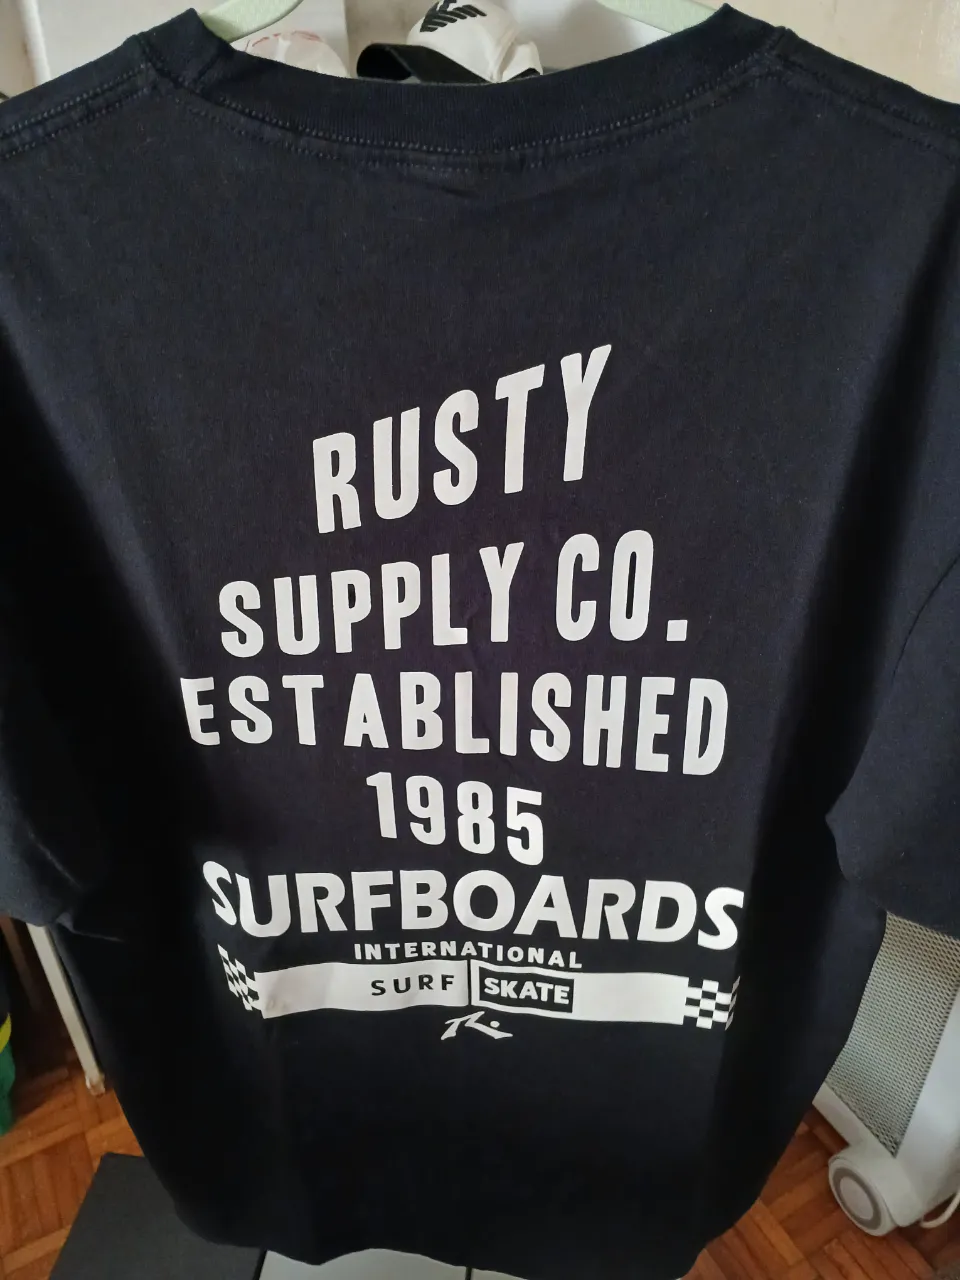 RUSTY
SUPPLY CO.
ESTABLISHED
1985
SURFBOARDS
INTERNATIONAL
SURF SKATE